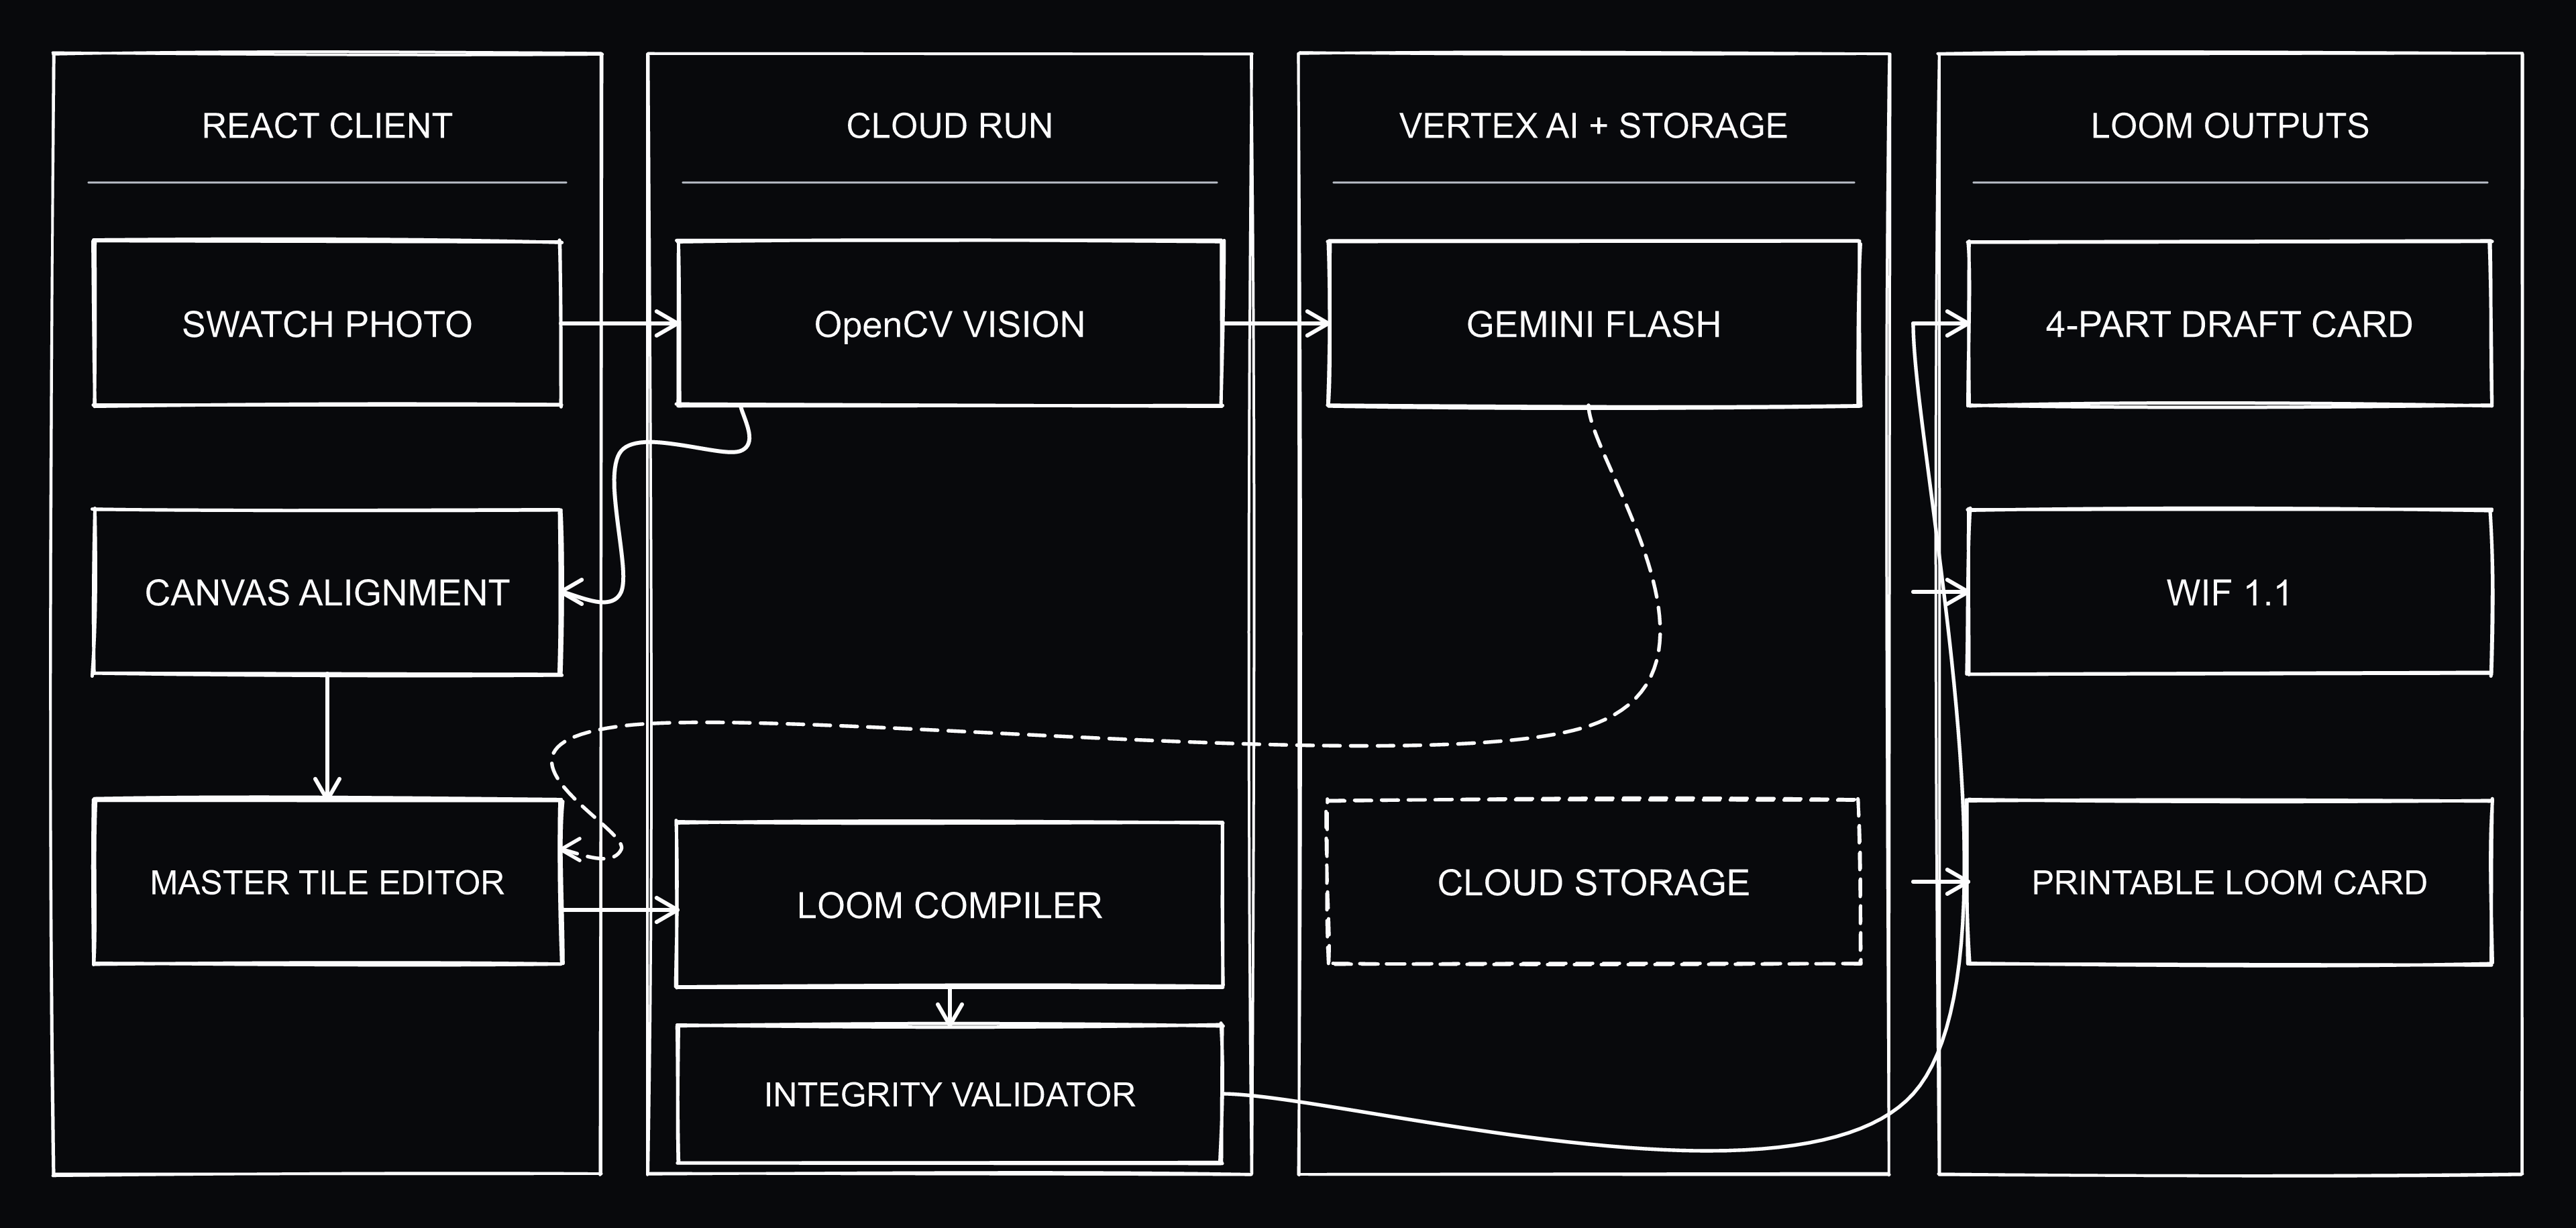 REACT CLIENT
SWATCH PHOTO
CANVAS ALIGNMENT
MASTER TILE EDITOR
CLOUD RUN
OpenCV VISION
LOOM COMPILER
INTEGRITY VALIDATOR
VERTEX AI + STORAGE
GEMINI FLASH
CLOUD STORAGE
LOOM OUTPUTS
4-PART DRAFT CARD
WIF 1.1
PRINTABLE LOOM CARD